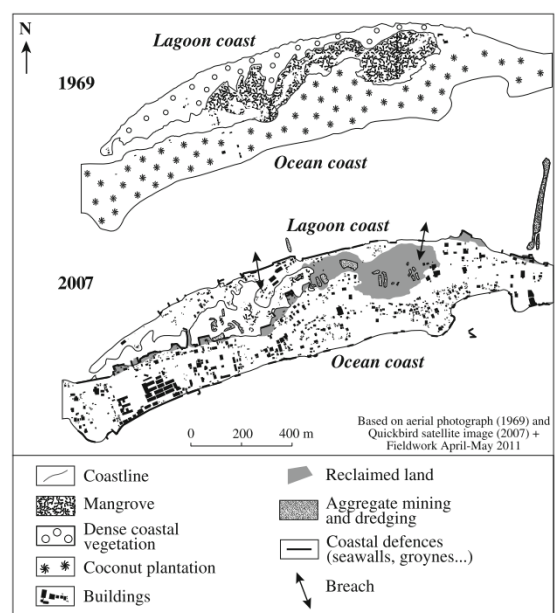 N
Lagoon coast
1969
Ocean coast
Lagoon coast
2007
Ocean coast
Based on aerial photograph (1969) and
Quickbird satellite image (2007) +
Fieldwork April-May 2011
0 200 400 m
Coastline
Mangrove
Dense coastal
vegetation
Coconut plantation
Buildings
Reclaimed land
Aggregate mining
and dredging
Coastal defences
(seawalls, groynes...)
Breach